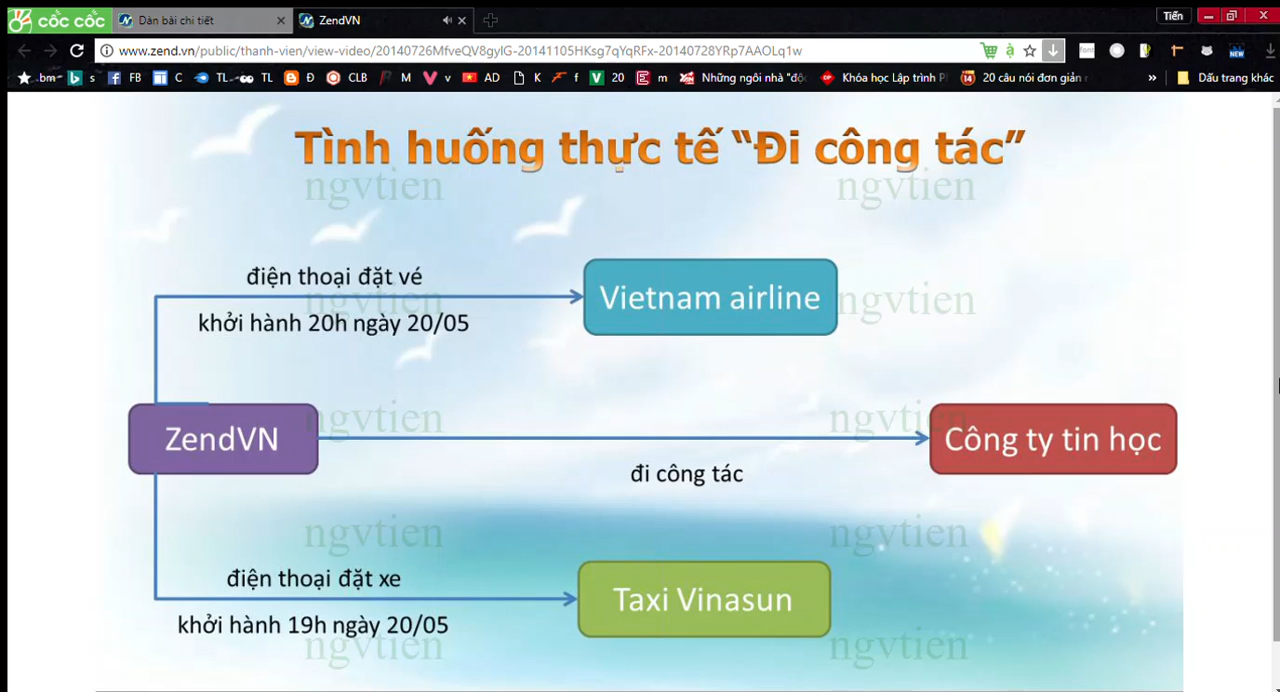 cốc cốc
Dàn bài chi tiết
ZendVN
Tiến
www.zend.vn/public/thanh-vien/view-video/20140726MfveQV8gyIG-20141105HKsg7qYqRFx-20140728YRp7AAOLq1w
bm
s
FB
C
TL
TL
Đ
CLB
M
v
AD
K
f
20
m
Những ngôi nhà "độc
Khóa học Lập trình P
20 câu nói đơn giản
»
Dấu trang khác
Tình huống thực tế “Đi công tác”
ngvtien
ngvtien
điện thoại đặt vé
Vietnam airline
ngvtien
ngvtien
khởi hành 20h ngày 20/05
ngvtien
ngvtien
ZendVN
Công ty tin học
đi công tác
ngvtien
ngvtien
điện thoại đặt xe
Taxi Vinasun
khởi hành 19h ngày 20/05
ngvtien
ngvtien